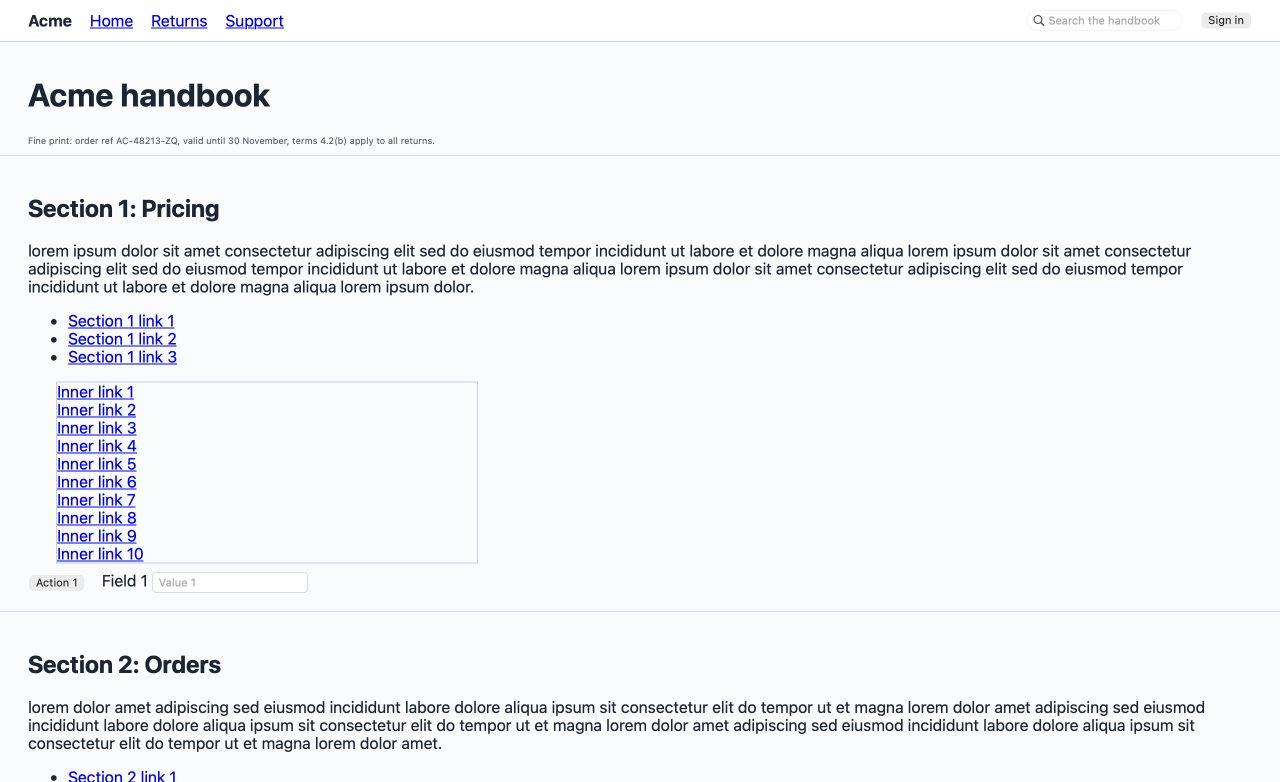 Acme Home Returns Support Search the handbook Sign in
Acme handbook
Fine print: order ref AC-48213-ZQ, valid until 30 November, terms 4.2(b) apply to all returns.
Section 1: Pricing
lorem ipsum dolor sit amet consectetur adipiscing elit sed do eiusmod tempor incididunt ut labore et dolore magna aliqua lorem ipsum dolor sit amet consectetur
adipiscing elit sed do eiusmod tempor incididunt ut labore et dolore magna aliqua lorem ipsum dolor sit amet consectetur adipiscing elit sed do eiusmod tempor
incididunt ut labore et dolore magna aliqua lorem ipsum dolor.
• Section 1 link 1
• Section 1 link 2
• Section 1 link 3
Inner link 1
Inner link 2
Inner link 3
Inner link 4
Inner link 5
Inner link 6
Inner link 7
Inner link 8
Inner link 9
Inner link 10
Action 1 Field 1 Value 1
Section 2: Orders
lorem dolor amet adipiscing sed eiusmod incididunt labore dolore aliqua ipsum sit consectetur elit do tempor ut et magna lorem dolor amet adipiscing sed eiusmod
incididunt labore dolore aliqua ipsum sit consectetur elit do tempor ut et magna lorem dolor amet adipiscing sed eiusmod incididunt labore dolore aliqua ipsum sit
consectetur elit do tempor ut et magna lorem dolor amet.
• Section 2 link 1